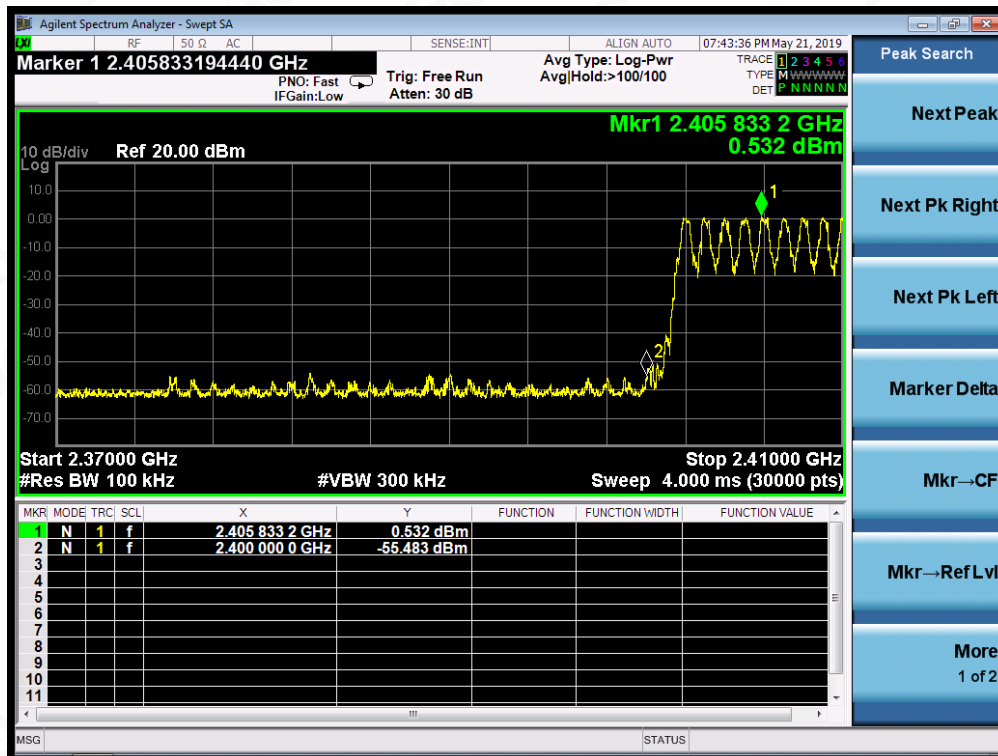 Agilent Spectrum Analyzer - Swept SA
LXI RF 50 Ω AC SENSE:INT ALIGN AUTO 07:43:36 PM May 21, 2019
Marker 1 2.405833194440 GHz
PNO: Fast
IFGain:Low
Trig: Free Run
Atten: 30 dB
Avg Type: Log-Pwr
Avg|Hold:>100/100
TRACE 1 2 3 4 5 6
TYPE M WWWWW
DET P N N N N N
Mkr1 2.405 833 2 GHz
0.532 dBm
10 dB/div
Log
Ref 20.00 dBm
10.0
0.00
-10.0
-20.0
-30.0
-40.0
-50.0
-60.0
-70.0
1
2
Start 2.37000 GHz
Stop 2.41000 GHz
#Res BW 100 kHz
#VBW 300 kHz
Sweep 4.000 ms (30000 pts)
MKR MODE TRC SCL X Y FUNCTION FUNCTION WIDTH FUNCTION VALUE
1 N 1 f 2.405 833 2 GHz 0.532 dBm
2 N 1 f 2.400 000 0 GHz -55.483 dBm
3
4
5
6
7
8
9
10
11
MSG
STATUS
Peak Search
Next Peak
Next Pk Right
Next Pk Left
Marker Delta
Mkr→CF
Mkr→Ref Lvl
More
1 of 2